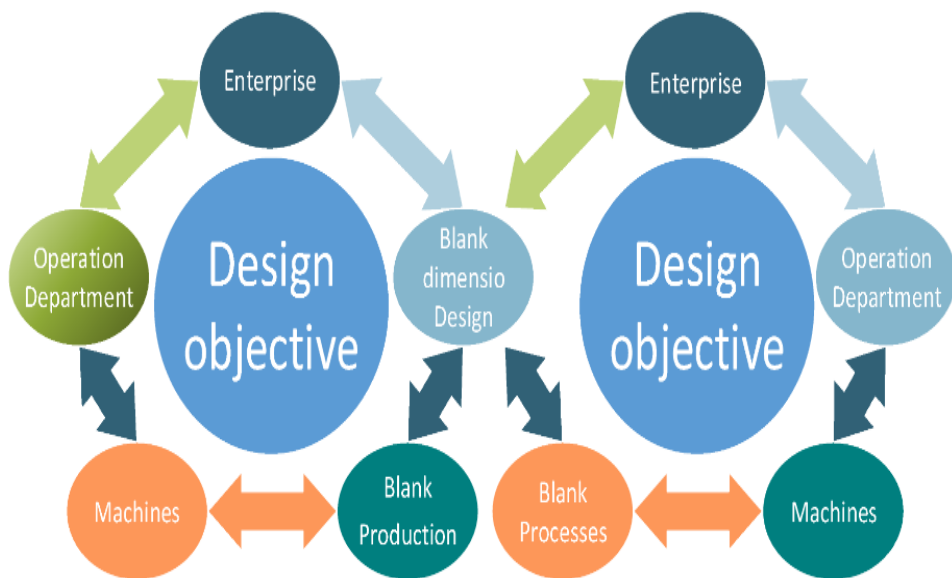 Enterprise
Design
objective
Operation
Department
Blank
dimensio
Design
Machines
Blank
Production
Enterprise
Design
objective
Operation
Department
Blank
Processes
Machines